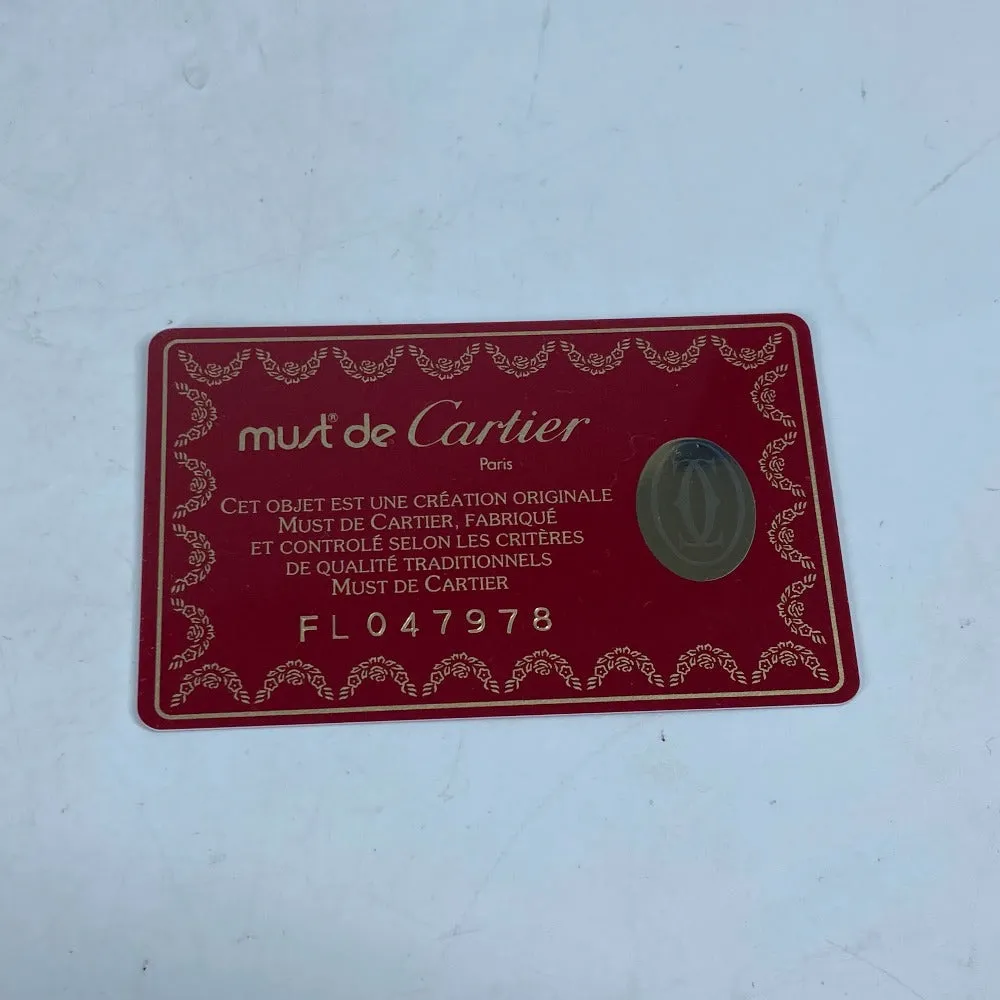 must® de Cartier
Paris
CET OBJET EST UNE CRÉATION ORIGINALE
MUST DE CARTIER, FABRIQUÉ
ET CONTROLÉ SELON LES CRITÈRES
DE QUALITÉ TRADITIONNELS
MUST DE CARTIER
FL047978